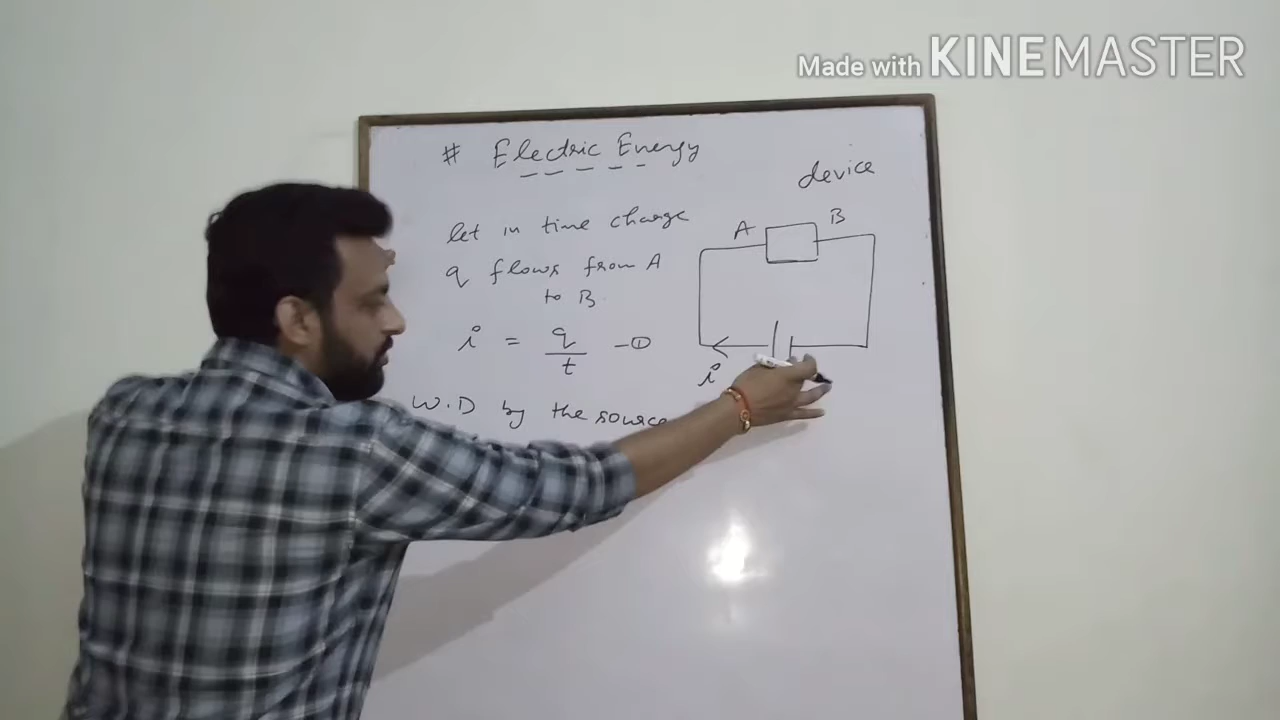 Made with KINEMASTER
# Electric Energy
device
let in time charge
q flows from A
to B.
i = q/t -①
W.D by the source
A
B
i